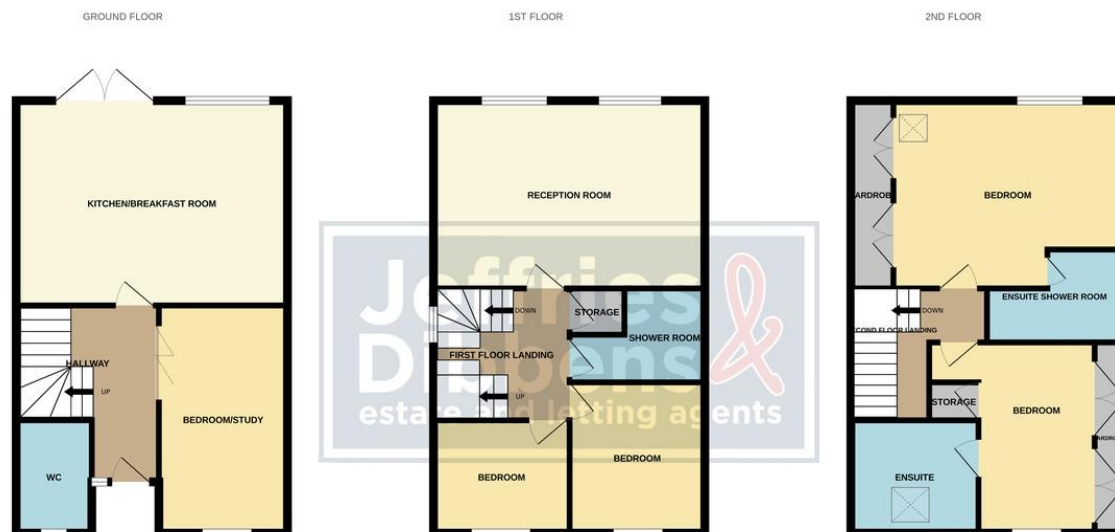 GROUND FLOOR
1ST FLOOR
2ND FLOOR
KITCHEN/BREAKFAST ROOM
HALLWAY
UP
BEDROOM/STUDY
WC
RECEPTION ROOM
DOWN
STORAGE
SHOWER ROOM
FIRST FLOOR LANDING
UP
BEDROOM
BEDROOM
ARDROB
BEDROOM
ENSUITE SHOWER ROOM
DOWN
COND FLOOR LANDING
BEDROOM
STORAGE
ARDRO
ENSUITE
Jeffries &
Dibbens
estate and letting agents